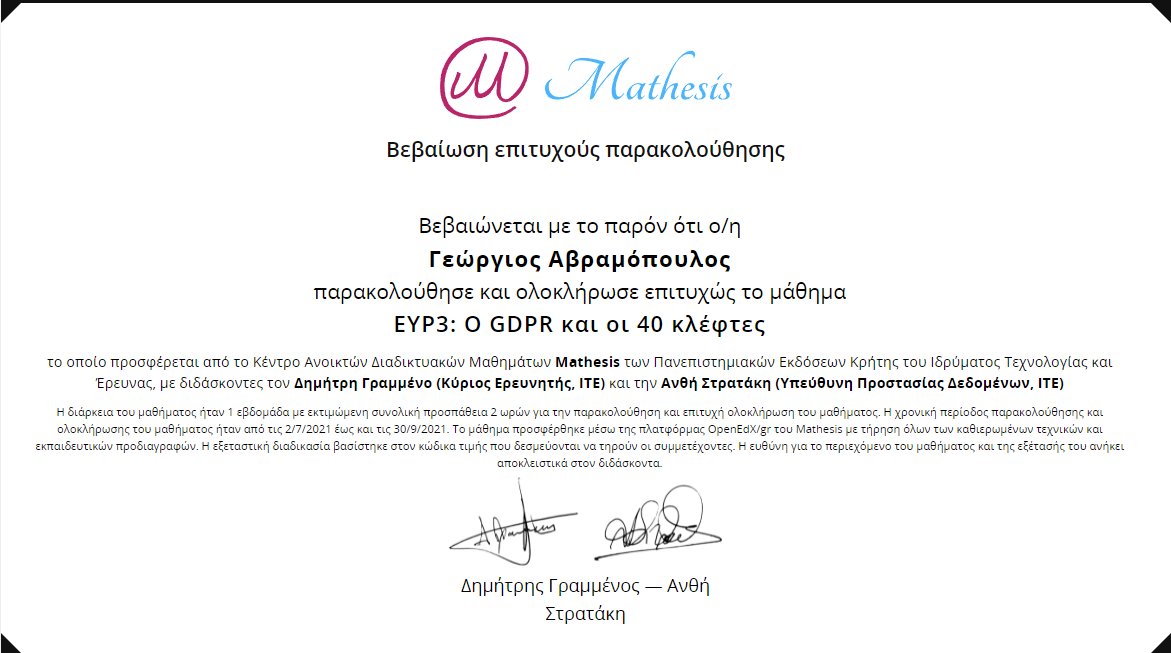 Mathesis
Βεβαίωση επιτυχούς παρακολούθησης
Βεβαιώνεται με το παρόν ότι ο/η
Γεώργιος Αβραμόπουλος
παρακολούθησε και ολοκλήρωσε επιτυχώς το μάθημα
ΕΥΡ3: Ο GDPR και οι 40 κλέφτες
το οποίο προσφέρεται από το Κέντρο Ανοικτών Διαδικτυακών Μαθημάτων Mathesis των Πανεπιστημιακών Εκδόσεων Κρήτης του Ιδρύματος Τεχνολογίας και
Έρευνας, με διδάσκοντες τον Δημήτρη Γραμμένο (Κύριος Ερευνητής, ΙΤΕ) και την Ανθή Στρατάκη (Υπεύθυνη Προστασίας Δεδομένων, ΙΤΕ)
Η διάρκεια του μαθήματος ήταν 1 εβδομάδα με εκτιμώμενη συνολική προσπάθεια 2 ωρών για την παρακολούθηση και επιτυχή ολοκλήρωση του μαθήματος. Η χρονική περίοδος παρακολούθησης και
ολοκλήρωσης του μαθήματος ήταν από τις 2/7/2021 έως και τις 30/9/2021. Το μάθημα προσφέρθηκε μέσω της πλατφόρμας OpenEdX/gr του Mathesis με τήρηση όλων των καθιερωμένων τεχνικών και
εκπαιδευτικών προδιαγραφών. Η εξεταστική διαδικασία βασίστηκε στον κώδικα τιμής που δεσμεύονται να τηρούν οι συμμετέχοντες. Η ευθύνη για το περιεχόμενο του μαθήματος και της εξέτασής του ανήκει
αποκλειστικά στον διδάσκοντα.
Δημήτρης Γραμμένος — Ανθή
Στρατάκη